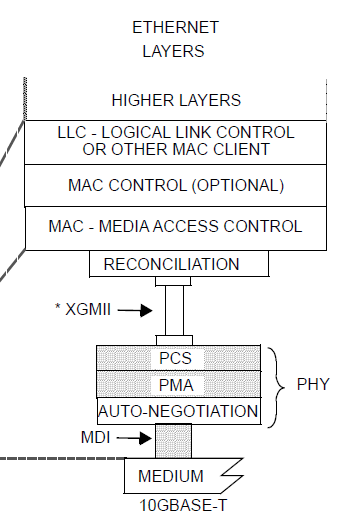 ETHERNET
LAYERS
HIGHER LAYERS
LLC - LOGICAL LINK CONTROL
OR OTHER MAC CLIENT
MAC CONTROL (OPTIONAL)
MAC - MEDIA ACCESS CONTROL
RECONCILIATION
* XGMII
PCS
PMA
AUTO-NEGOTIATION
PHY
MDI
MEDIUM
10GBASE-T